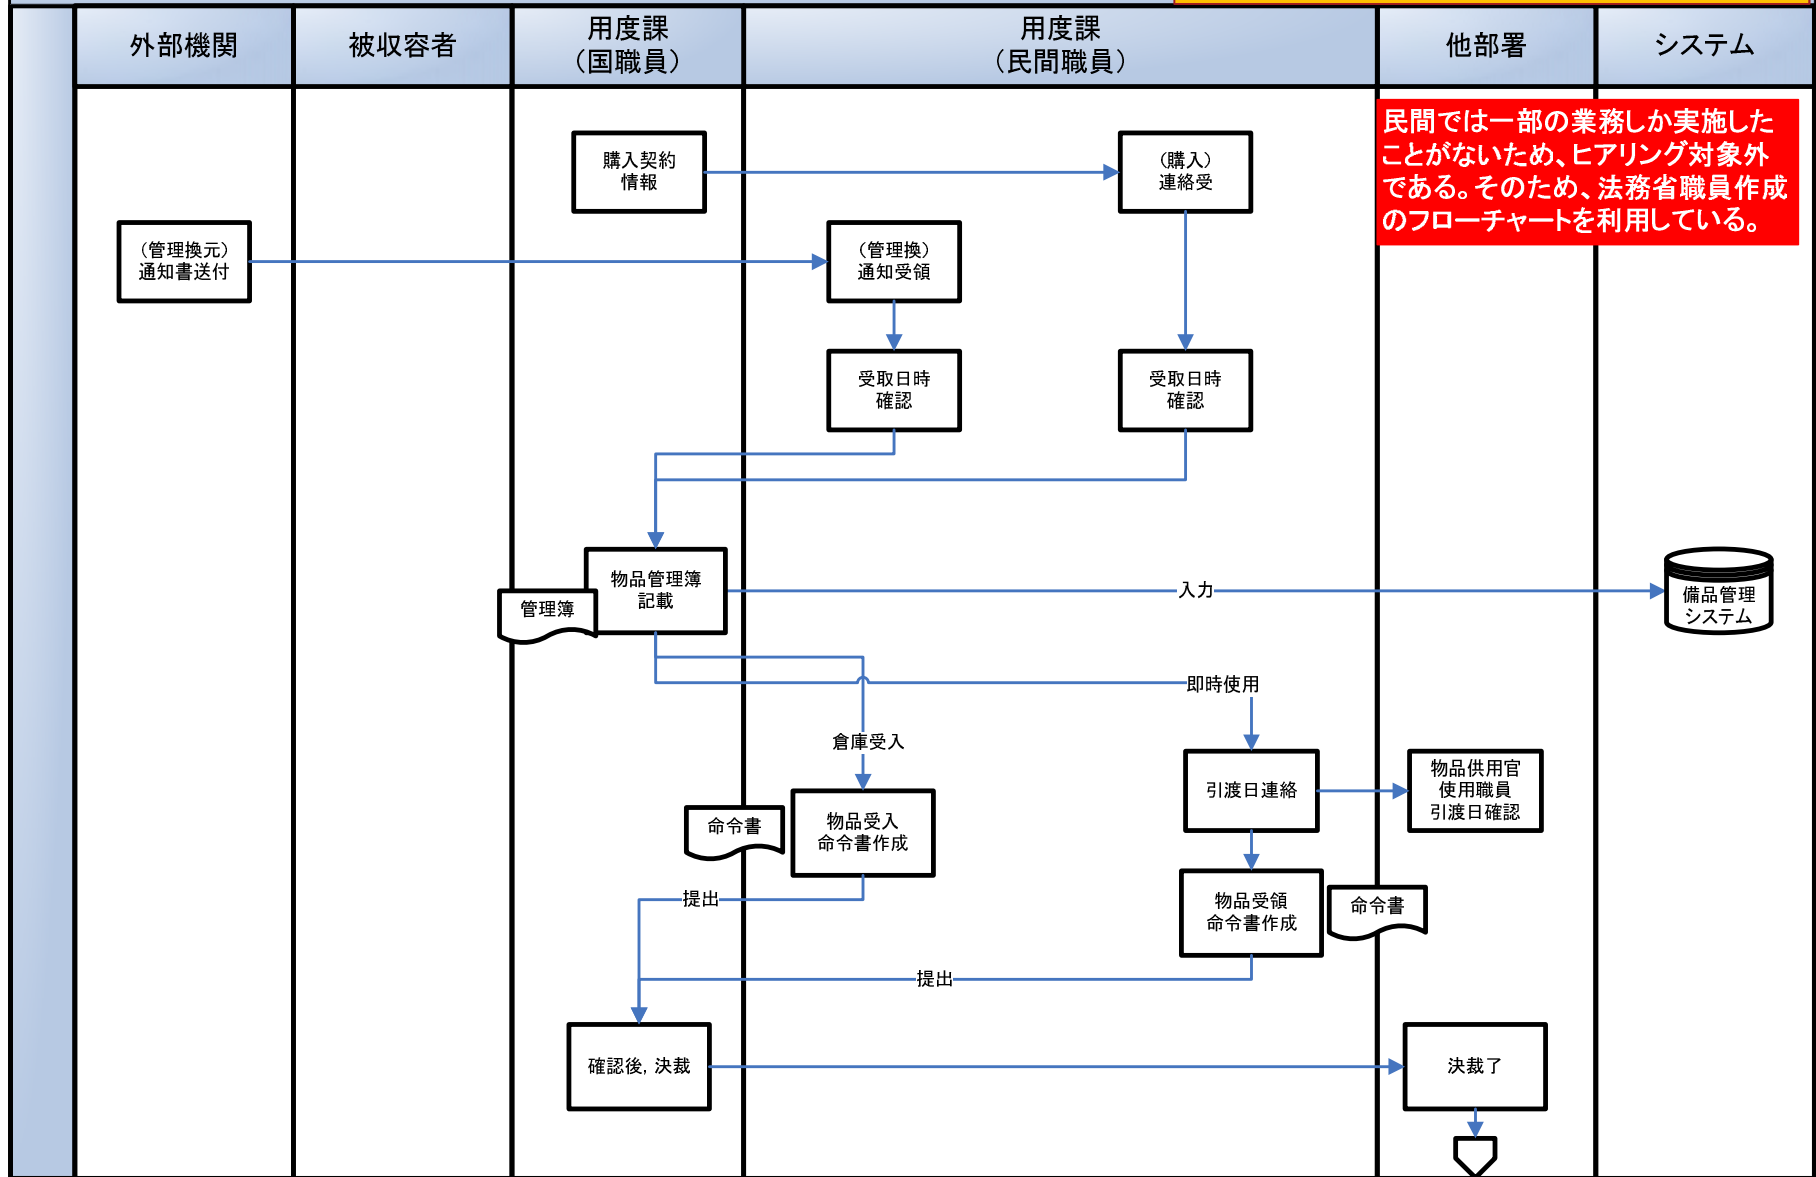 外部機関
被収容者
用度課
（国職員）
用度課
（民間職員）
他部署
システム
民間では一部の業務しか実施した
ことがないため、ヒアリング対象外
である。そのため、法務省職員作成
のフローチャートを利用している。
購入契約
情報
（購入）
連絡受
（管理換元）
通知書送付
（管理換）
通知受領
受取日時
確認
受取日時
確認
物品管理簿
記載
管理簿
入力
備品管理
システム
即時使用
倉庫受入
引渡日連絡
物品供用官
使用職員
引渡日確認
命令書
物品受入
命令書作成
提出
物品受領
命令書作成
命令書
提出
確認後，決裁
決裁了